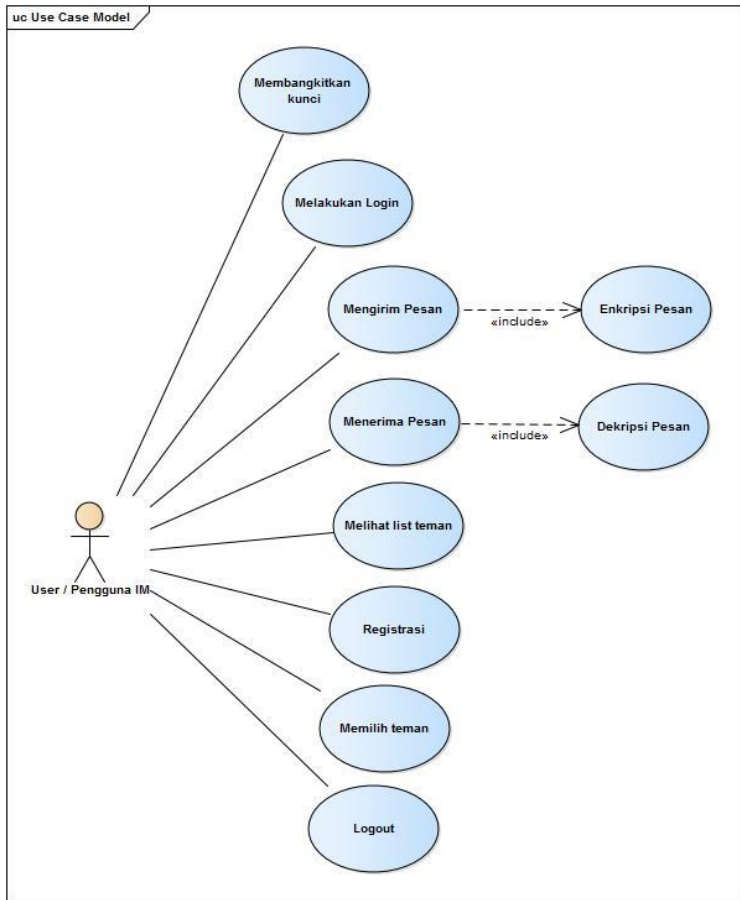 uc Use Case Model
Membangkitkan
kunci
Melakukan Login
Mengirim Pesan
«include»
Enkripsi Pesan
Menerima Pesan
«include»
Dekripsi Pesan
Melihat list teman
User / Pengguna IM
Registrasi
Memilih teman
Logout